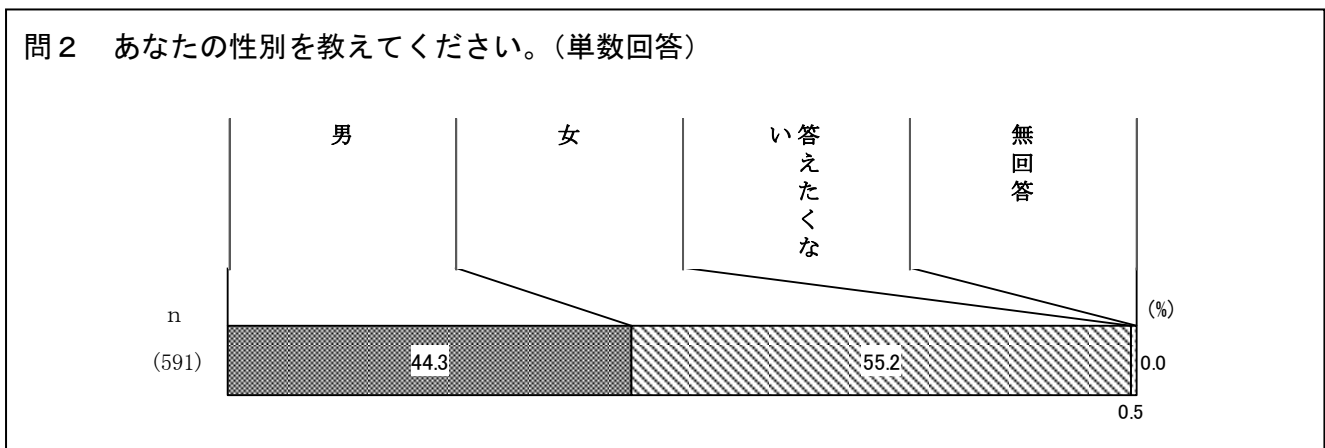 問２　あなたの性別を教えてください。（単数回答）
男
女
答えたくな
い
無回答
(%)
n
(591)
44.3
55.2
0.0
0.5